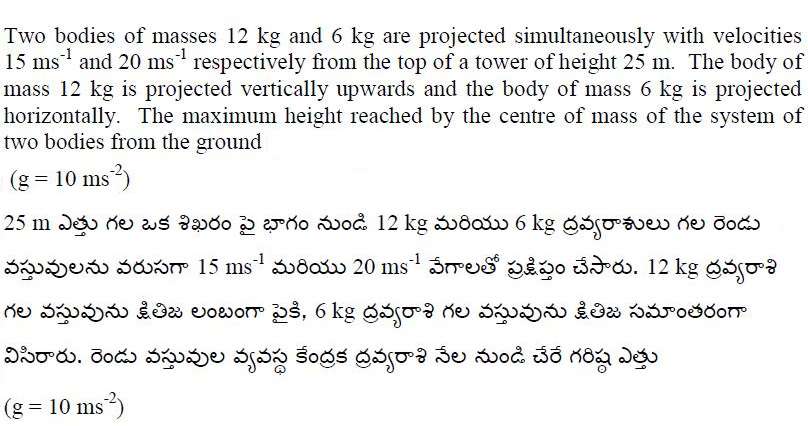 Two bodies of masses 12 kg and 6 kg are projected simultaneously with velocities
15 ms⁻¹ and 20 ms⁻¹ respectively from the top of a tower of height 25 m. The body of
mass 12 kg is projected vertically upwards and the body of mass 6 kg is projected
horizontally. The maximum height reached by the centre of mass of the system of
two bodies from the ground
(g = 10 ms⁻²)
25 m ఎత్తు గల ఒక శిఖరం పై భాగం నుండి 12 kg మరియు 6 kg ద్రవ్యరాశులు గల రెండు
వస్తువులను వరుసగా 15 ms⁻¹ మరియు 20 ms⁻¹ వేగాలతో ప్రక్షిప్తం చేసారు. 12 kg ద్రవ్యరాశి
గల వస్తువును క్షితిజ లంబంగా పైకి, 6 kg ద్రవ్యరాశి గల వస్తువును క్షితిజ సమాంతరంగా
విసిరారు. రెండు వస్తువుల వ్యవస్థ కేంద్రక ద్రవ్యరాశి నేల నుండి చేరే గరిష్ఠ ఎత్తు
(g = 10 ms⁻²)